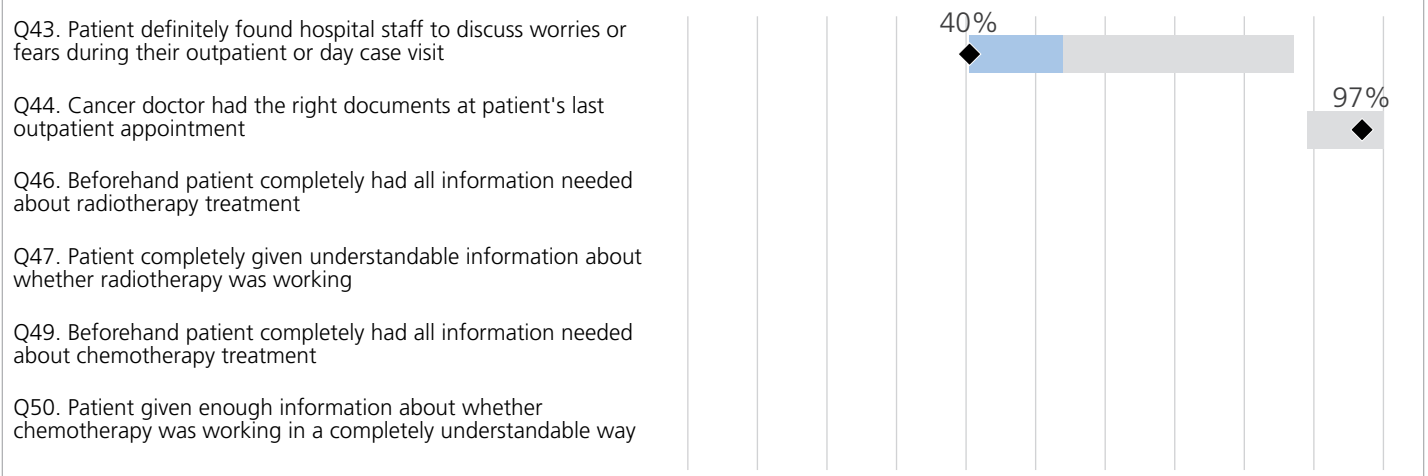 Q43. Patient definitely found hospital staff to discuss worries or
fears during their outpatient or day case visit
40%
Q44. Cancer doctor had the right documents at patient's last
outpatient appointment
97%
Q46. Beforehand patient completely had all information needed
about radiotherapy treatment
Q47. Patient completely given understandable information about
whether radiotherapy was working
Q49. Beforehand patient completely had all information needed
about chemotherapy treatment
Q50. Patient given enough information about whether
chemotherapy was working in a completely understandable way